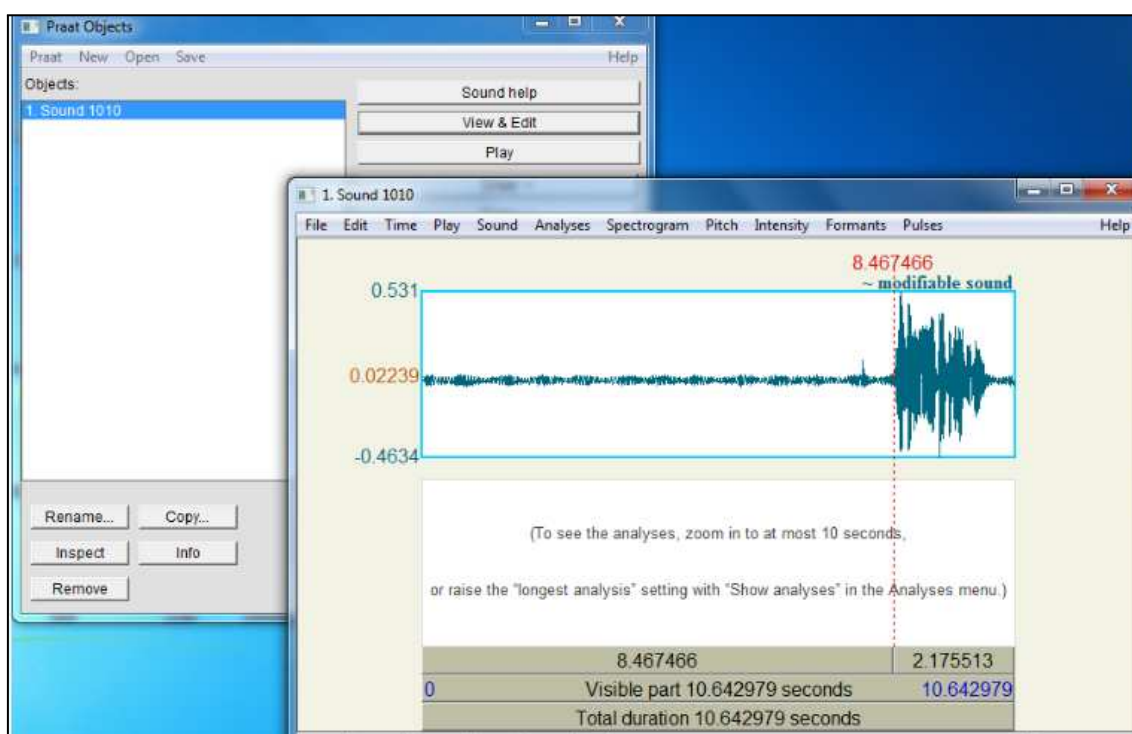 Praat Objects
Praat New Open Save Help
Objects:
1. Sound 1010
Sound help
View & Edit
Play
1. Sound 1010
File Edit Time Play Sound Analyses Spectrogram Pitch Intensity Formants Pulses Help
8.467466
~ modifiable sound
0.531
0.02239
-0.4634
(To see the analyses, zoom in to at most 10 seconds,
or raise the "longest analysis" setting with "Show analyses" in the Analyses menu.)
8.467466 2.175513
0 Visible part 10.642979 seconds 10.642979
Total duration 10.642979 seconds
Rename... Copy...
Inspect Info
Remove